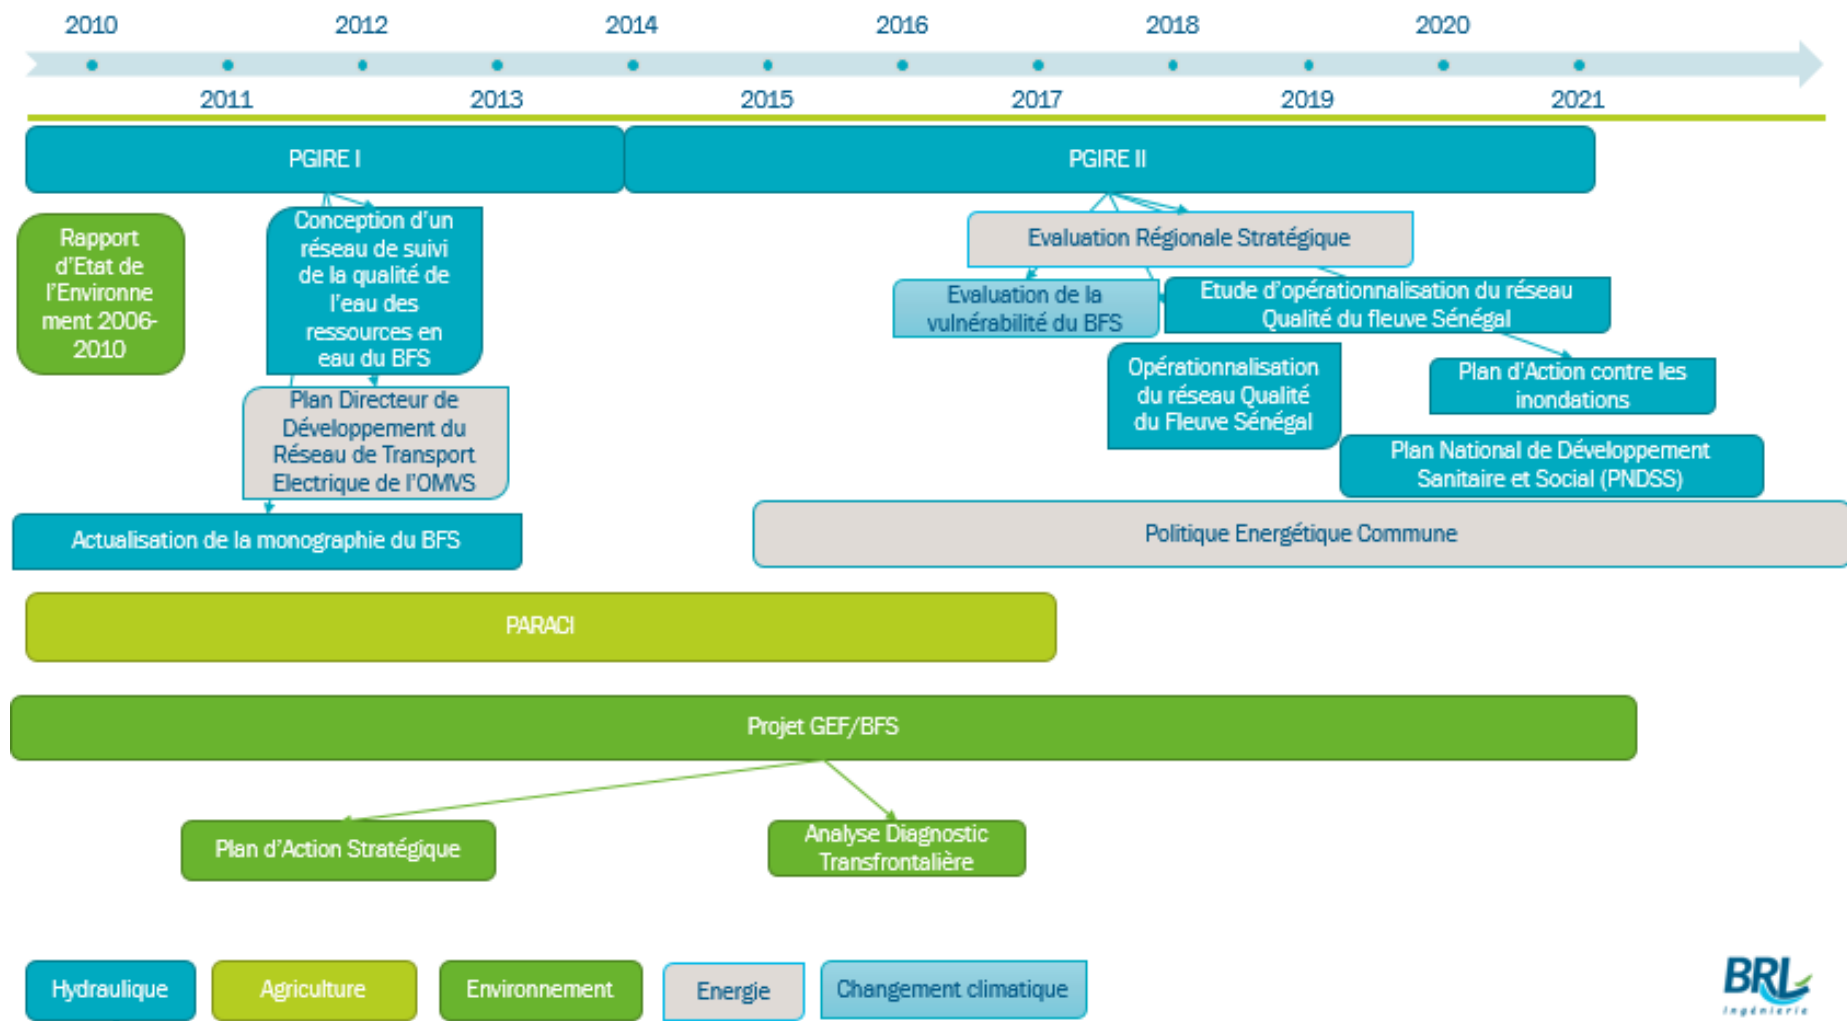 2010 2012 2014 2016 2018 2020
2011 2013 2015 2017 2019 2021
PGIRE I
PGIRE II
Rapport
d'Etat de
l'Environne
ment 2006-
2010
Conception d'un
réseau de suivi
de la qualité de
l'eau des
ressources en
eau du BFS
Evaluation Régionale Stratégique
Evaluation de la
vulnérabilité du BFS
Etude d'opérationnalisation du réseau
Qualité du fleuve Sénégal
Opérationnalisation
du réseau Qualité
du Fleuve Sénégal
Plan d'Action contre les
inondations
Plan Directeur de
Développement du
Réseau de Transport
Electrique de l'OMVS
Plan National de Développement
Sanitaire et Social (PNDSS)
Actualisation de la monographie du BFS
Politique Energétique Commune
PARACI
Projet GEF/BFS
Plan d'Action Stratégique
Analyse Diagnostic
Transfrontalière
Hydraulique
Agriculture
Environnement
Energie
Changement climatique
BRL
Ingénierie